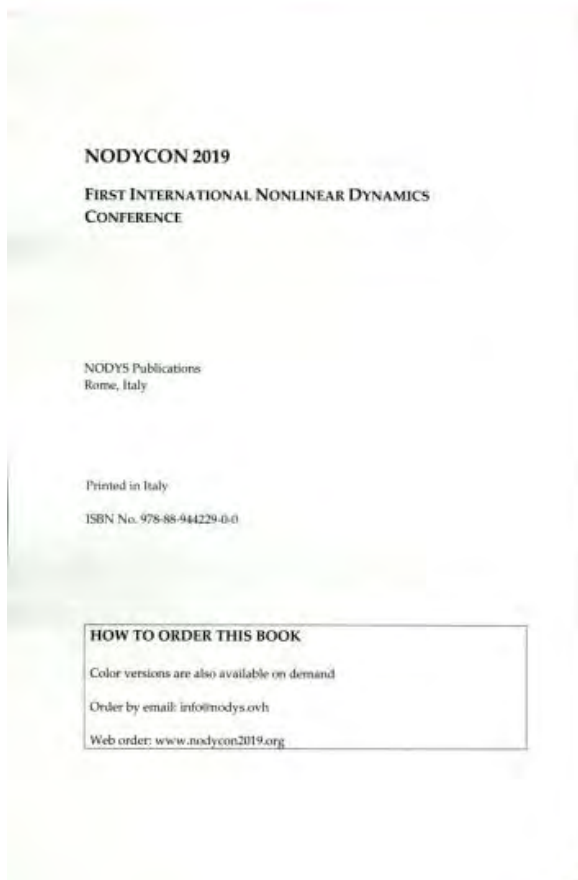 NODYCON 2019
FIRST INTERNATIONAL NONLINEAR DYNAMICS
CONFERENCE
NODYS Publications
Rome, Italy
Printed in Italy
ISBN No. 978-88-944229-0-0
HOW TO ORDER THIS BOOK
Color versions are also available on demand
Order by email: info@nodys.ovh
Web order: www.nodycon2019.org